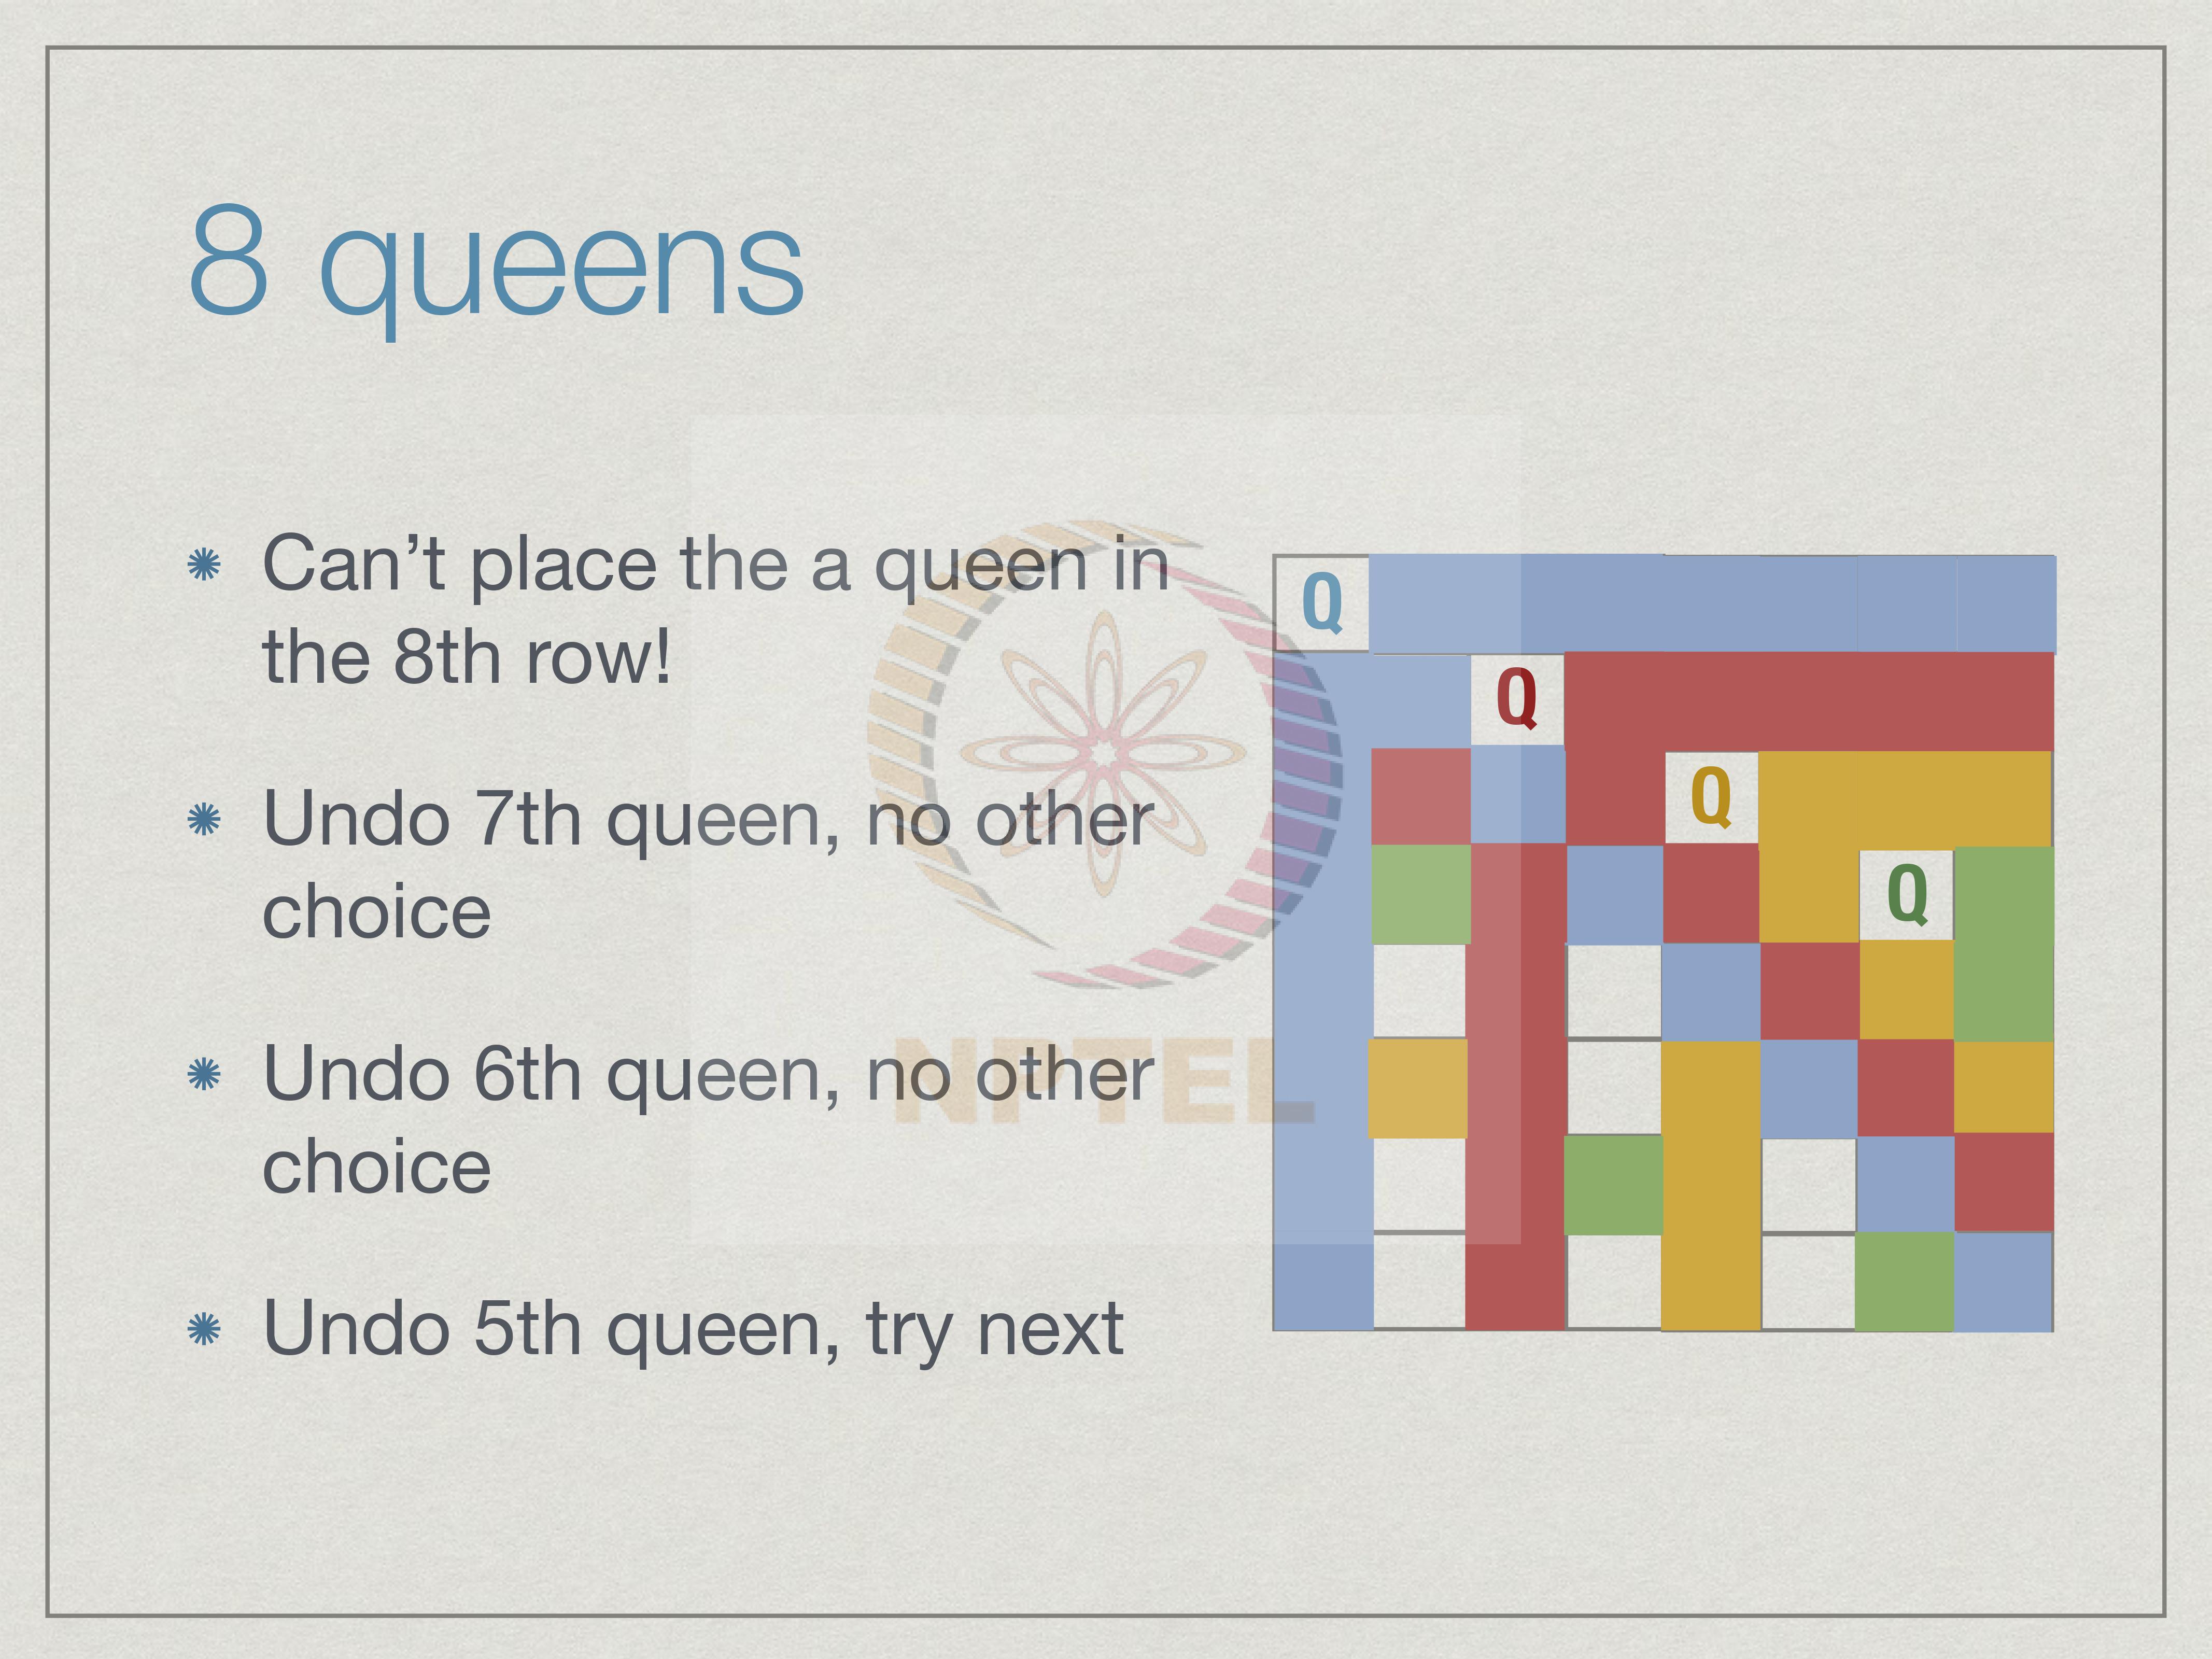 8 queens
Can’t place the a queen in
the 8th row!
Undo 7th queen, no other
choice
Undo 6th queen, no other
choice
Undo 5th queen, try next
Q
Q
Q
Q
NPTEL